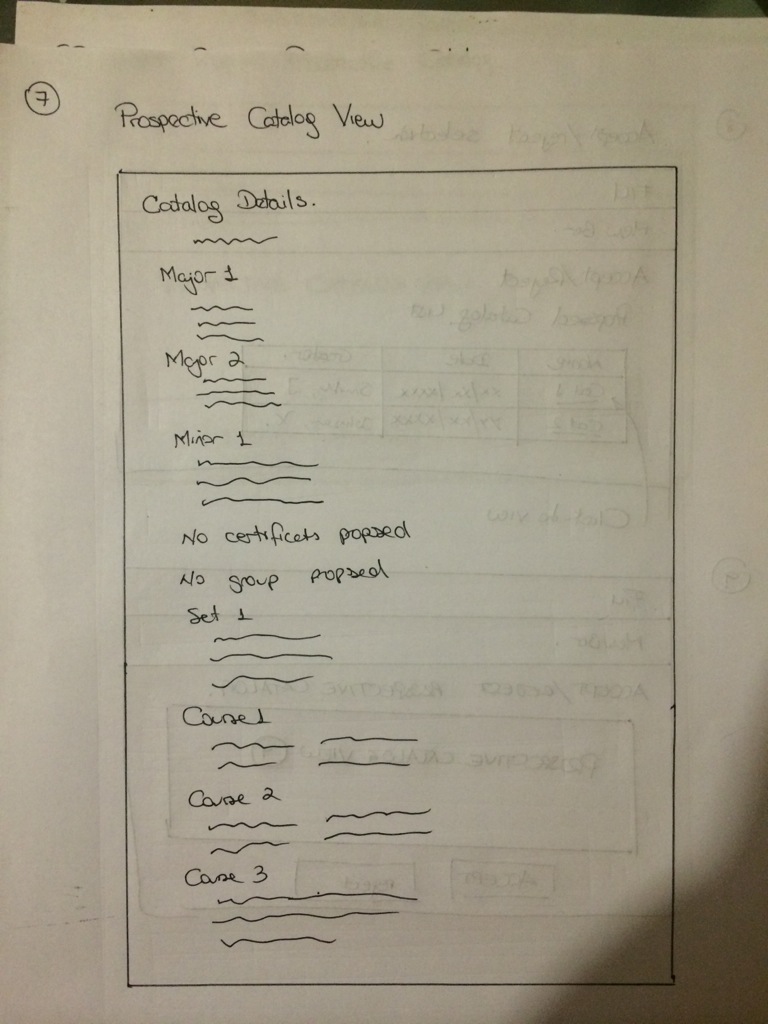 7
Prospective Catalog View
Catalog Details.
Major 1
Major 2
Minor 1
No certificats popsed
No group popsed
Set 1
Course 1
Course 2
Course 3